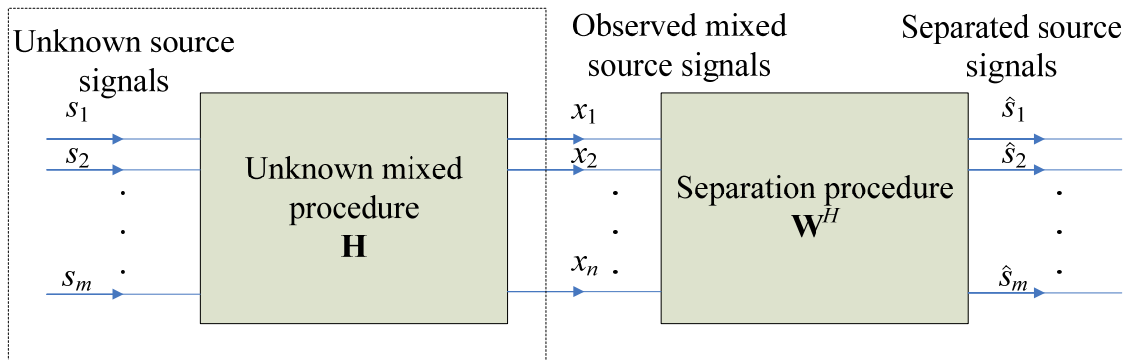 Unknown source
signals
s1
s2
sm
Unknown mixed
procedure
H
Observed mixed
source signals
x1
x2
xn
Separation procedure
W^H
Separated source
signals
ŝ1
ŝ2
ŝm